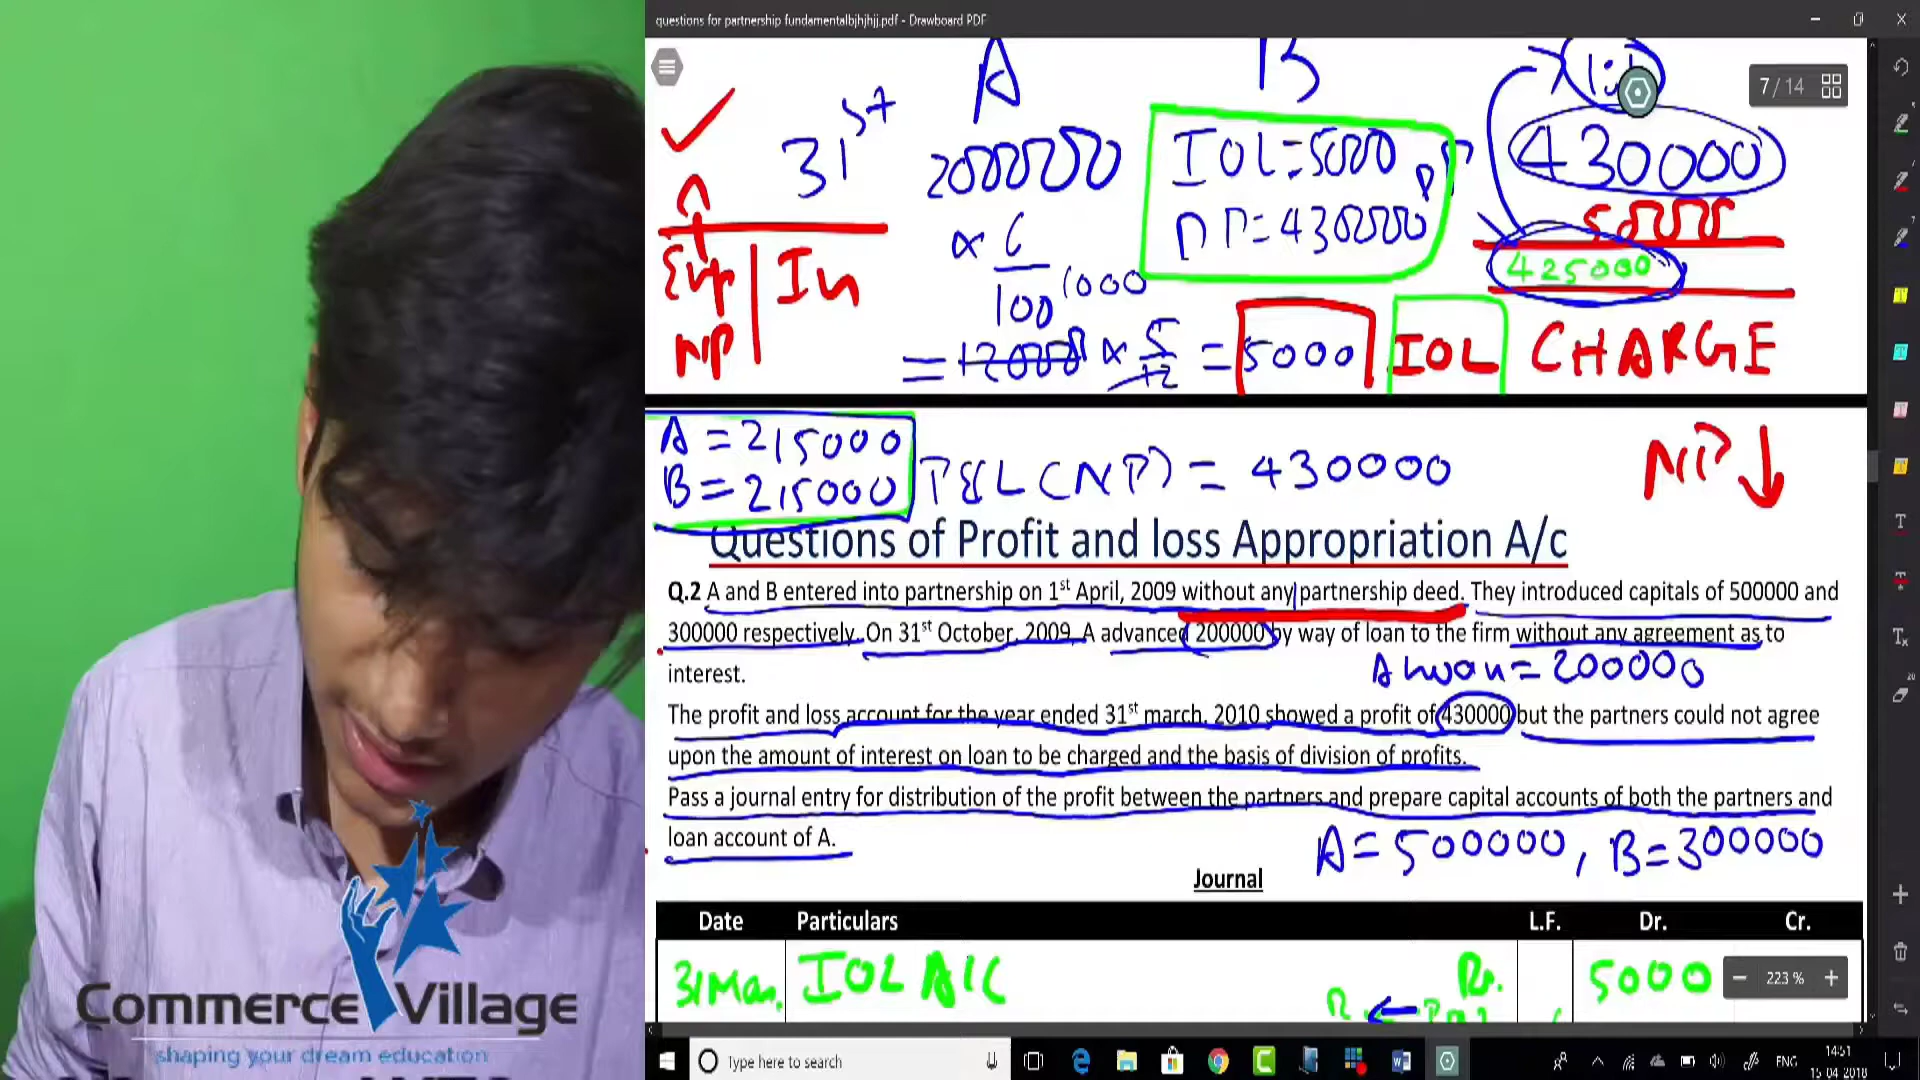 questions for partnership fundamentalbjhjhjj.pdf - Drawboard PDF
7 / 14
A B (1:1)
31st 200000 IOL=5000 430000
5000
× 6 = 430000
100 1000 425000
Exp In
NP
= 12000 × 5/12 = 5000 IOL CHARGE
A = 215000
B = 215000 P&L (NP) = 430000 NP ↓
Questions of Profit and loss Appropriation A/c
Q.2 A and B entered into partnership on 1st April, 2009 without any partnership deed. They introduced capitals of 500000 and
300000 respectively. On 31st October, 2009. A advanced 200000 by way of loan to the firm without any agreement as to
interest.
A loan = 200000
The profit and loss account for the year ended 31st march, 2010 showed a profit of 430000 but the partners could not agree
upon the amount of interest on loan to be charged and the basis of division of profits.
Pass a journal entry for distribution of the profit between the partners and prepare capital accounts of both the partners and
loan account of A.
A = 500000, B = 300000
Journal
Date Particulars L.F. Dr. Cr.
31 Mar. IOL A/C Dr. 5000
223 %
Commerce Village
shaping your dream education
Type here to search
ENG
14:51
15-04-2018